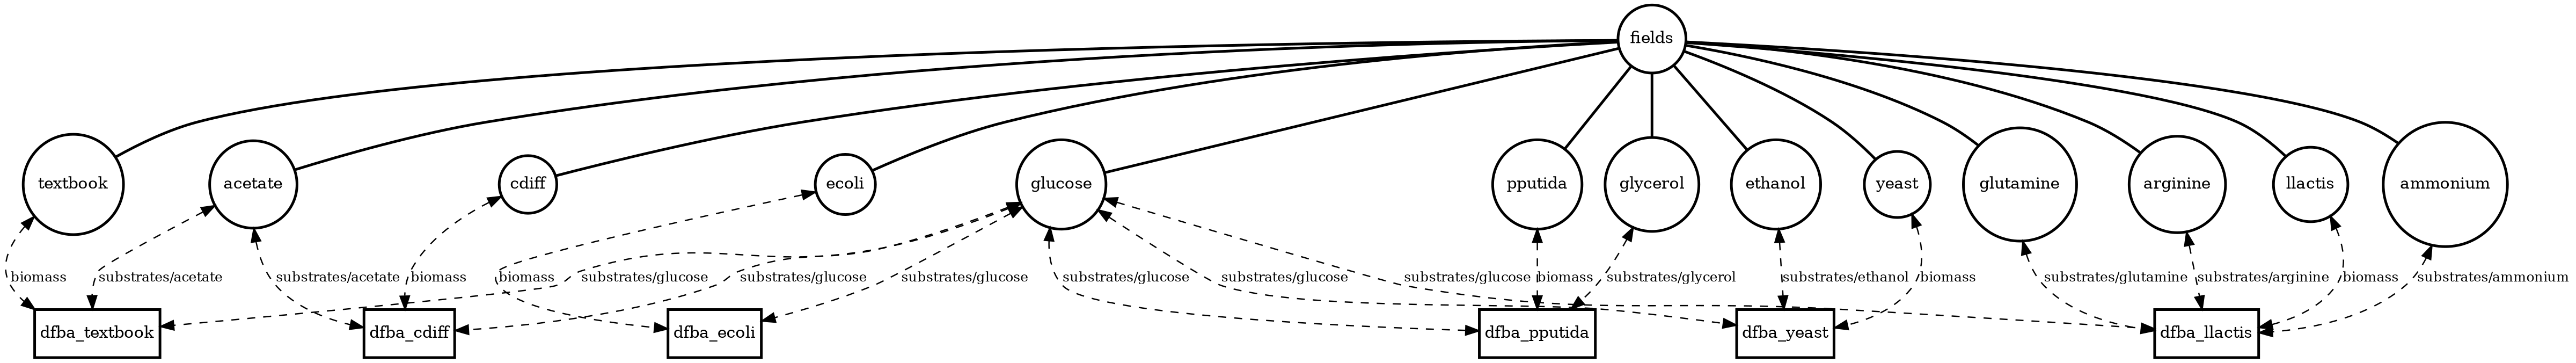 fields
textbook
acetate
cdiff
ecoli
glucose
pputida
glycerol
ethanol
yeast
glutamine
arginine
llactis
ammonium
biomass
substrates/acetate
substrates/acetate
biomass
biomass
substrates/glucose
substrates/glucose
substrates/glucose
substrates/glucose
substrates/glucose
substrates/glucose
biomass
substrates/glycerol
substrates/ethanol
biomass
substrates/glutamine
substrates/arginine
biomass
substrates/ammonium
dfba_textbook
dfba_cdiff
dfba_ecoli
dfba_pputida
dfba_yeast
dfba_llactis